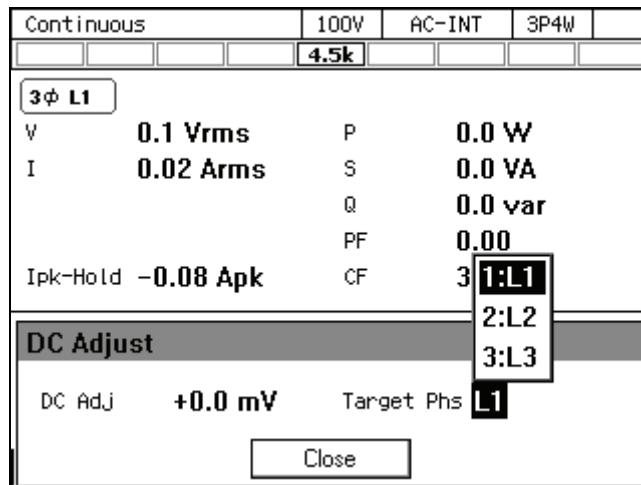 Continuous 100V AC-INT 3P4W
4.5k
3φ L1
V 0.1 Vrms P 0.0 W
I 0.02 Arms S 0.0 VA
Q 0.0 var
PF 0.00
Ipk-Hold -0.08 Apk CF 3
1:L1
2:L2
3:L3
DC Adjust
DC Adj +0.0 mV Target Phs L1
Close